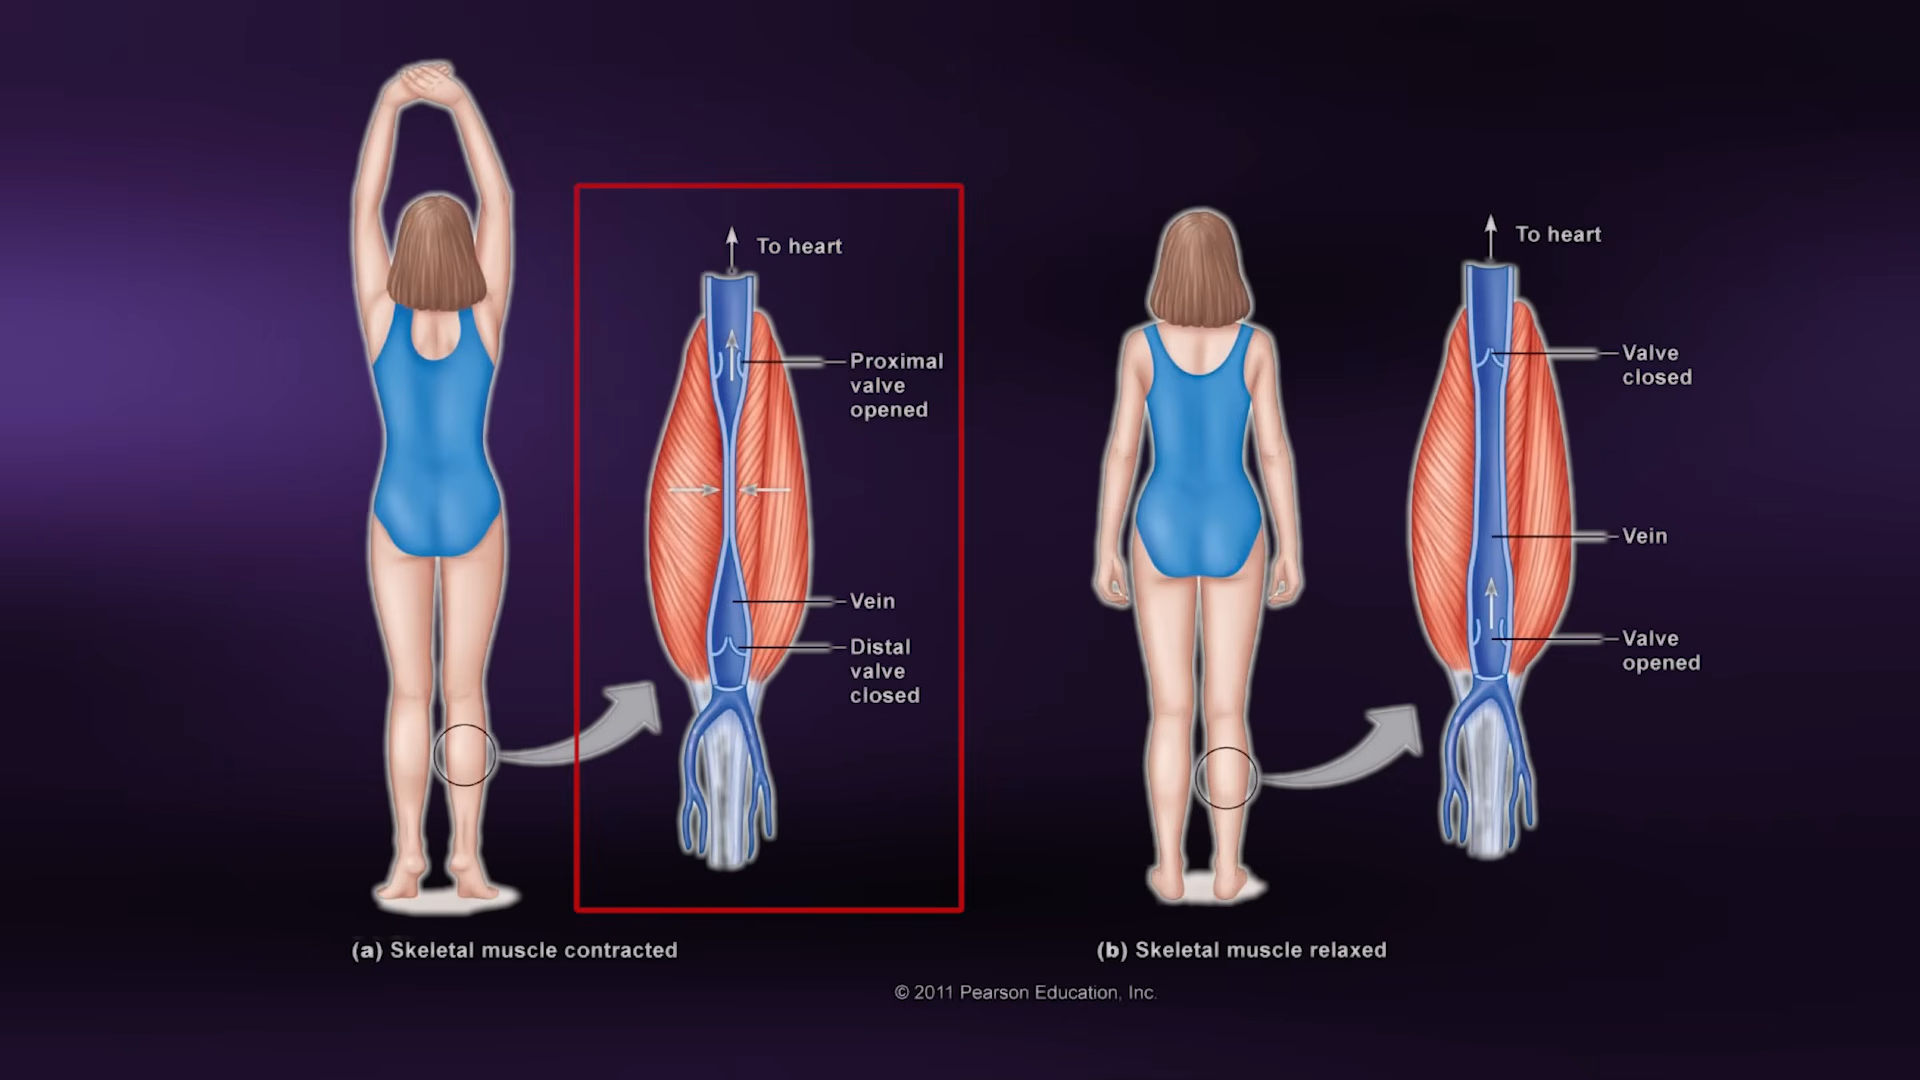 To heart
Proximal
valve
opened
Vein
Distal
valve
closed
(a) Skeletal muscle contracted
To heart
Valve
closed
Vein
Valve
opened
(b) Skeletal muscle relaxed
© 2011 Pearson Education, Inc.